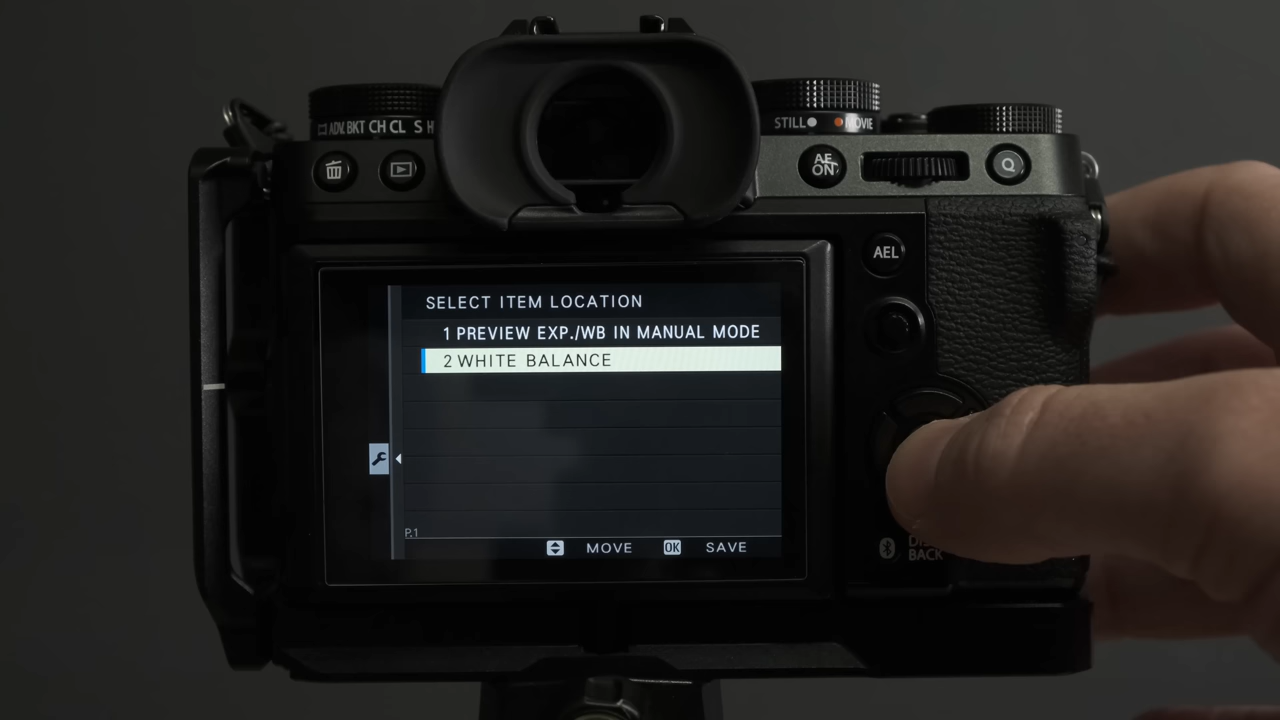 ADV. BKT CH CL S H
STILL MOVIE
AE
ON
Q
AEL
SELECT ITEM LOCATION
1 PREVIEW EXP./WB IN MANUAL MODE
2 WHITE BALANCE
P.1
MOVE OK SAVE
BACK